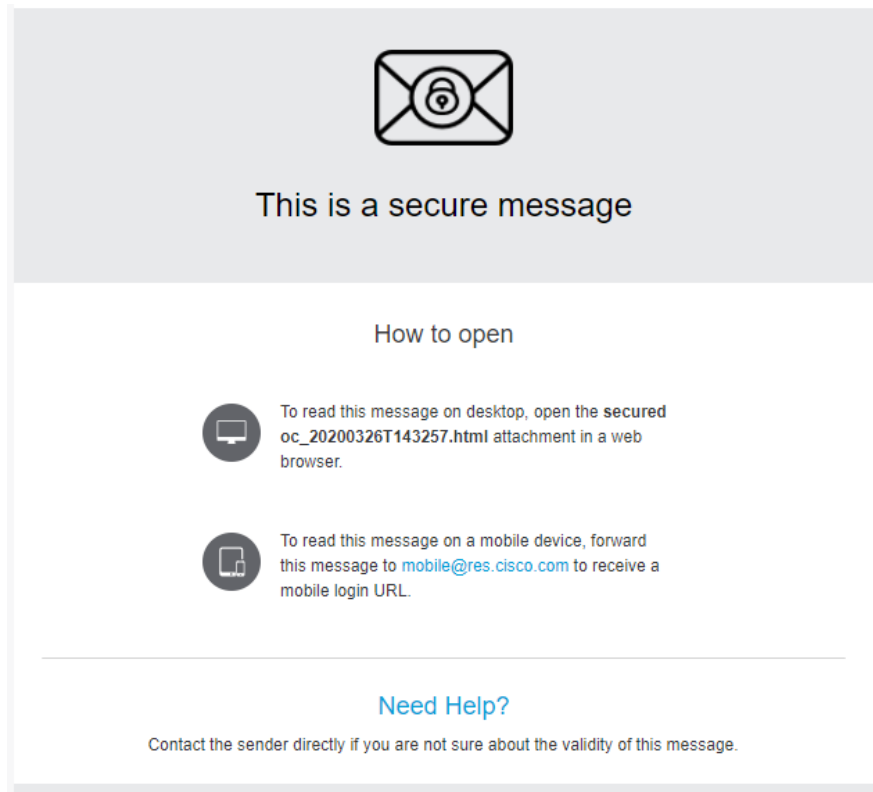 This is a secure message
How to open
To read this message on desktop, open the secured
oc_20200326T143257.html attachment in a web
browser.
To read this message on a mobile device, forward
this message to mobile@res.cisco.com to receive a
mobile login URL.
Need Help?
Contact the sender directly if you are not sure about the validity of this message.